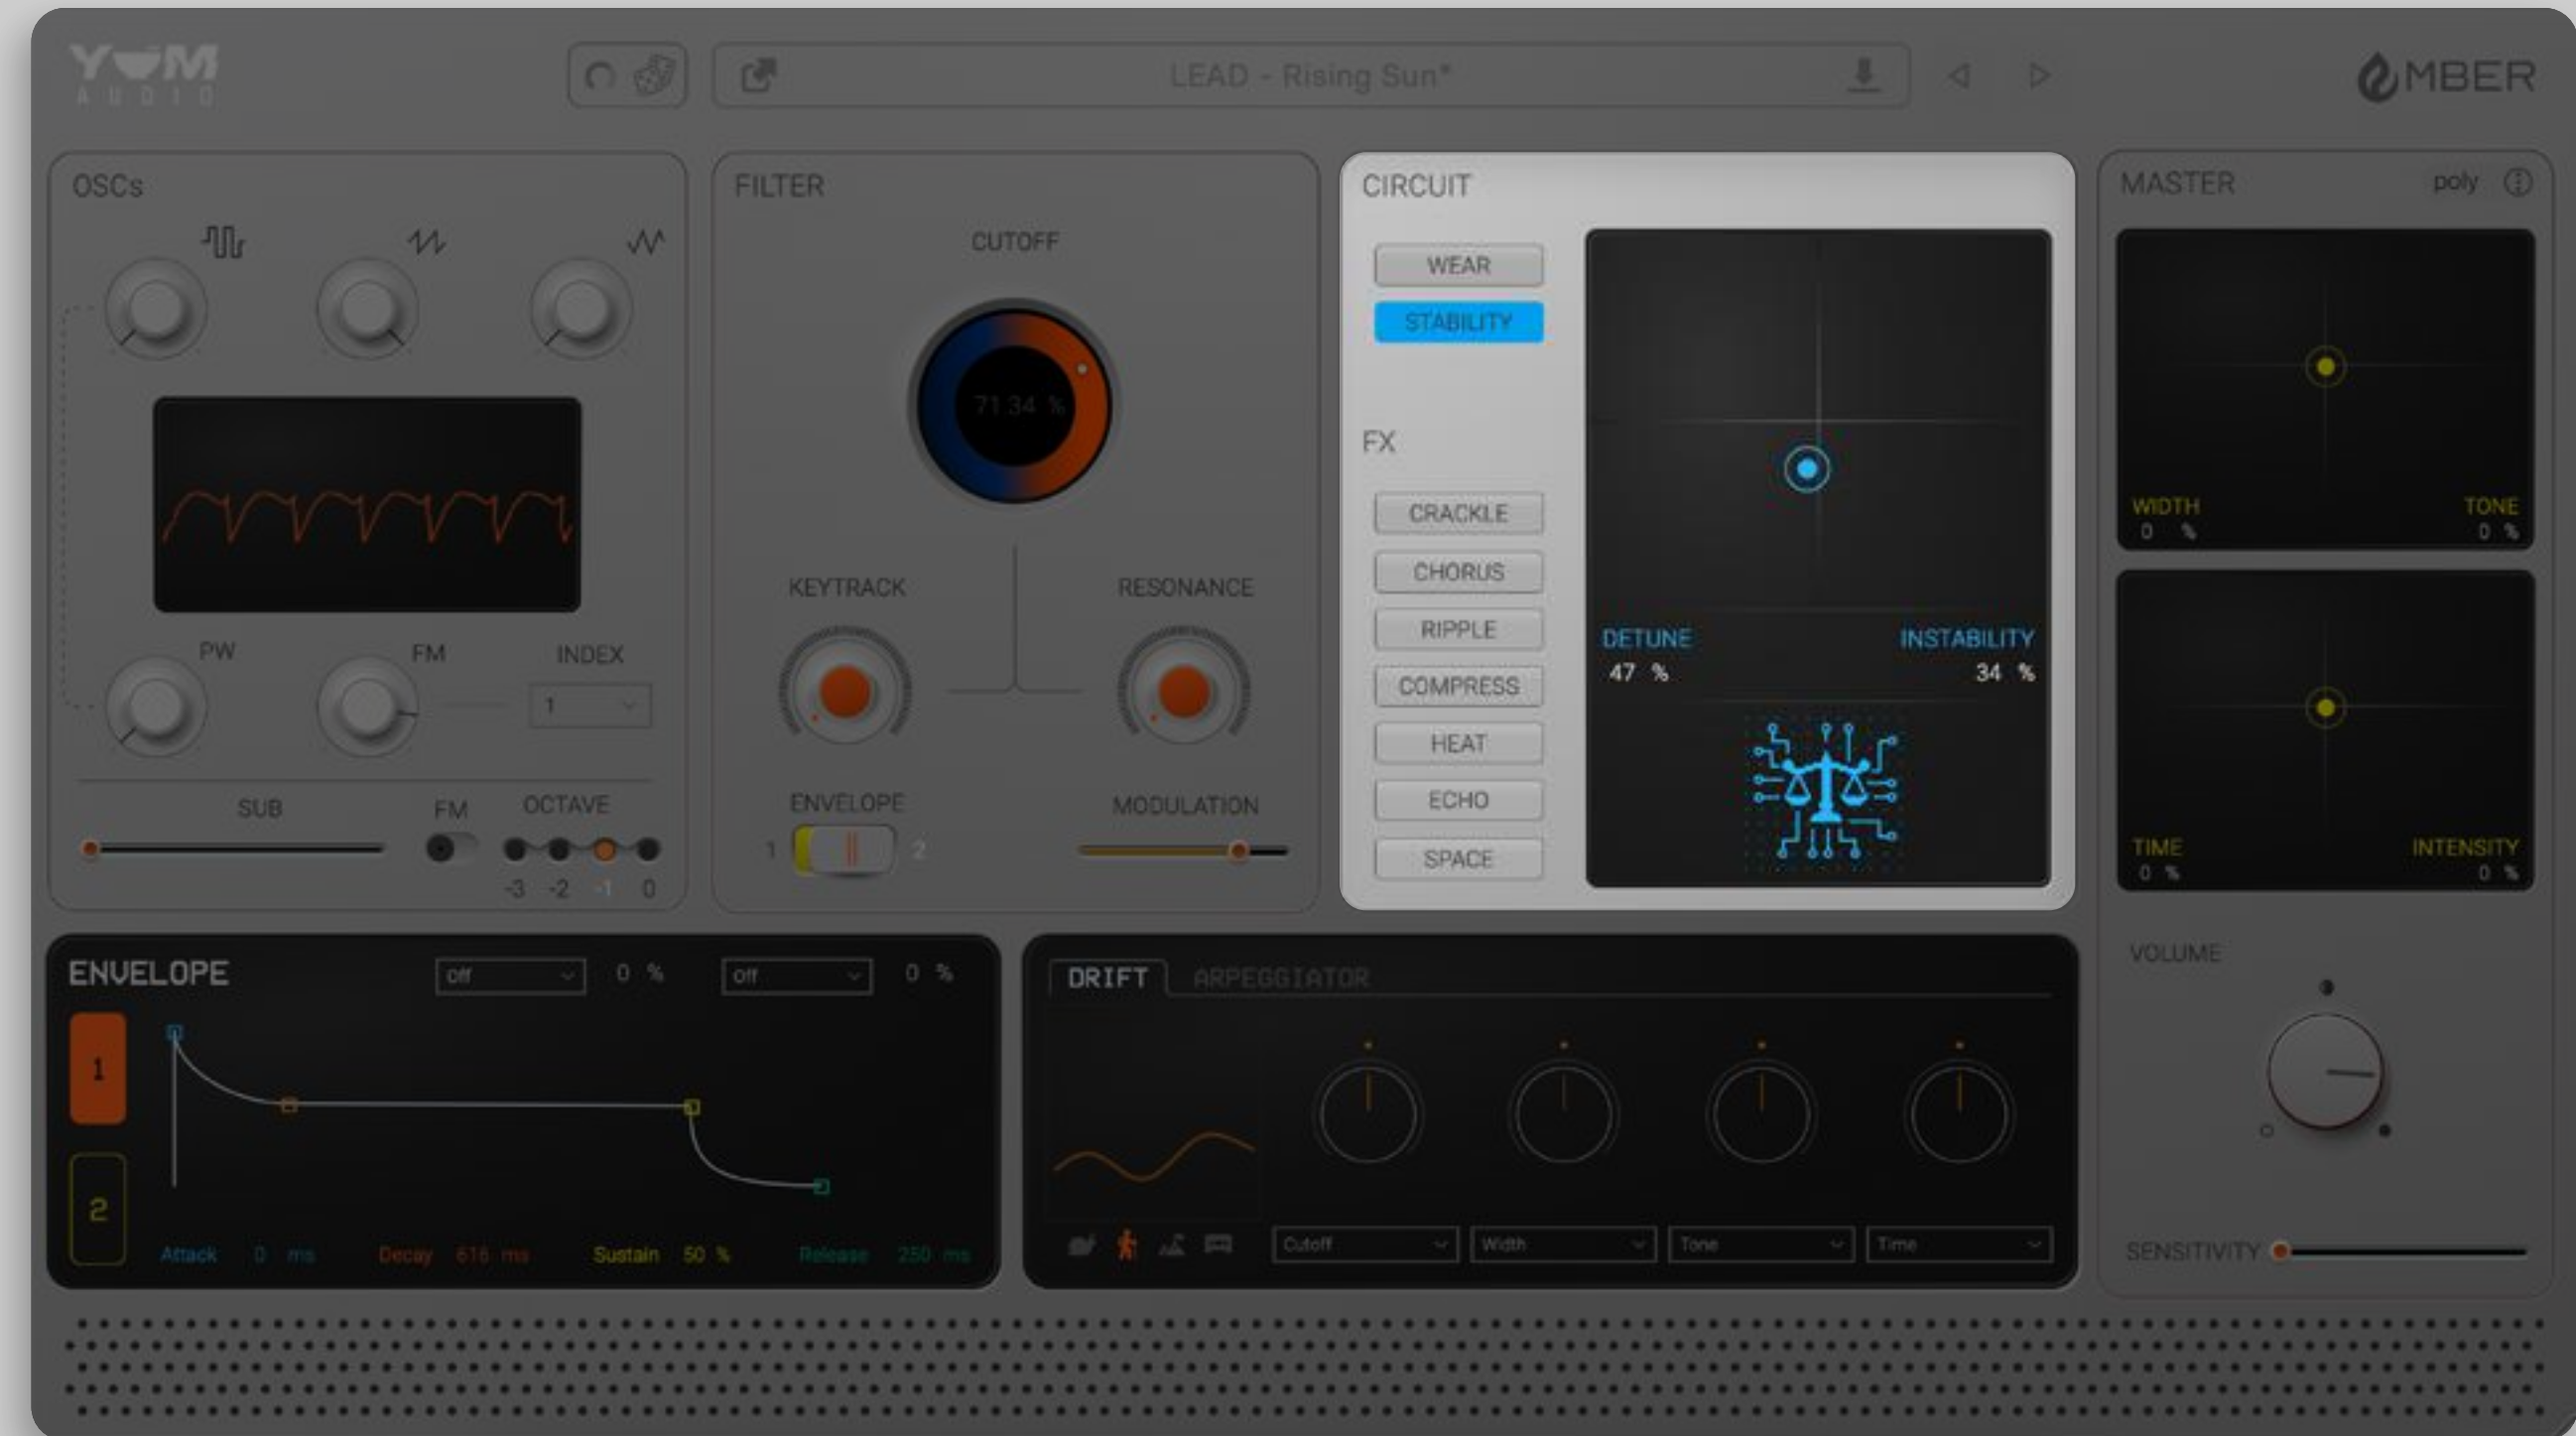 YUM
AUDIO
LEAD - Rising Sun*
MBER
OSCs
PW
FM
INDEX
1
SUB
FM
OCTAVE
-3 -2 -1 0
FILTER
CUTOFF
71.34 %
KEYTRACK
RESONANCE
ENVELOPE
1
2
MODULATION
CIRCUIT
WEAR
STABILITY
FX
CRACKLE
CHORUS
RIPPLE
COMPRESS
HEAT
ECHO
SPACE
DETUNE INSTABILITY
47 % 34 %
MASTER poly
WIDTH TONE
0 % 0 %
TIME INTENSITY
0 % 0 %
VOLUME
SENSITIVITY
ENVELOPE Off 0 % Off 0 %
1
2
Attack 0 ms Decay 616 ms Sustain 50 % Release 250 ms
DRIFT ARPEGGIATOR
Cutoff Width Tone Time